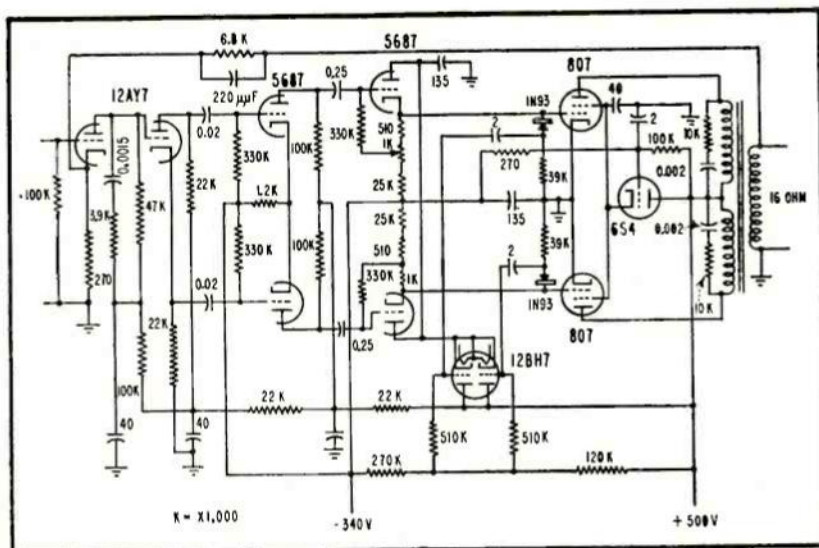 6.8 K
5687
12AY7
220 µµF
5687
0.25
135
807
1N93
40
2
0.02
2
10K
0.0015
330K
510
1K
100K
330K
100K
270
39K
0.002
100K
22K
1.2K
25K
16 OHM
3.9K
47K
25K
135
6S4
0.002
330K
100K
510
39K
270
2
330K
1K
1N93
0.02
10K
22K
0.25
807
12BH7
100K
22K
22K
40
40
510K
510K
270K
120K
K = X1,000
-340V
+500V